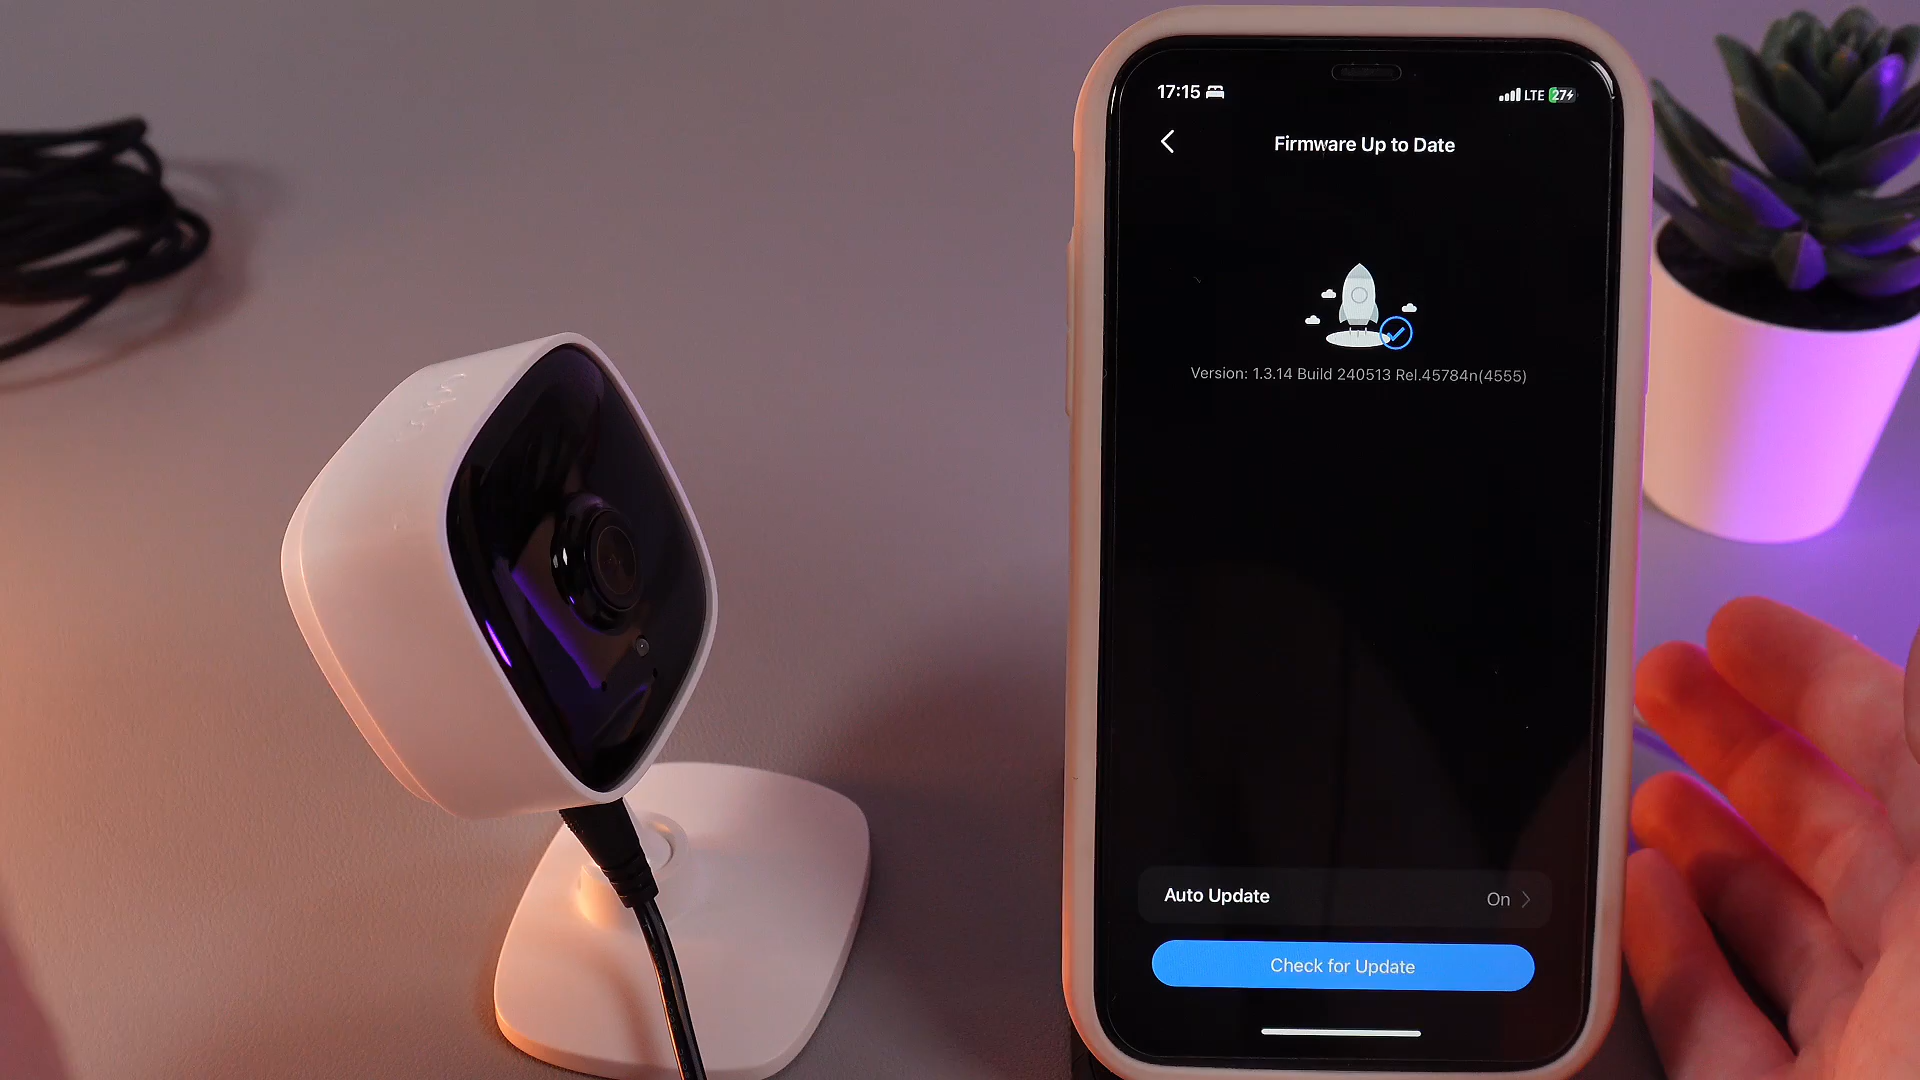 17:15
LTE 27
Firmware Up to Date
Version: 1.3.14 Build 240513 Rel.45784n(4555)
Auto Update On
Check for Update